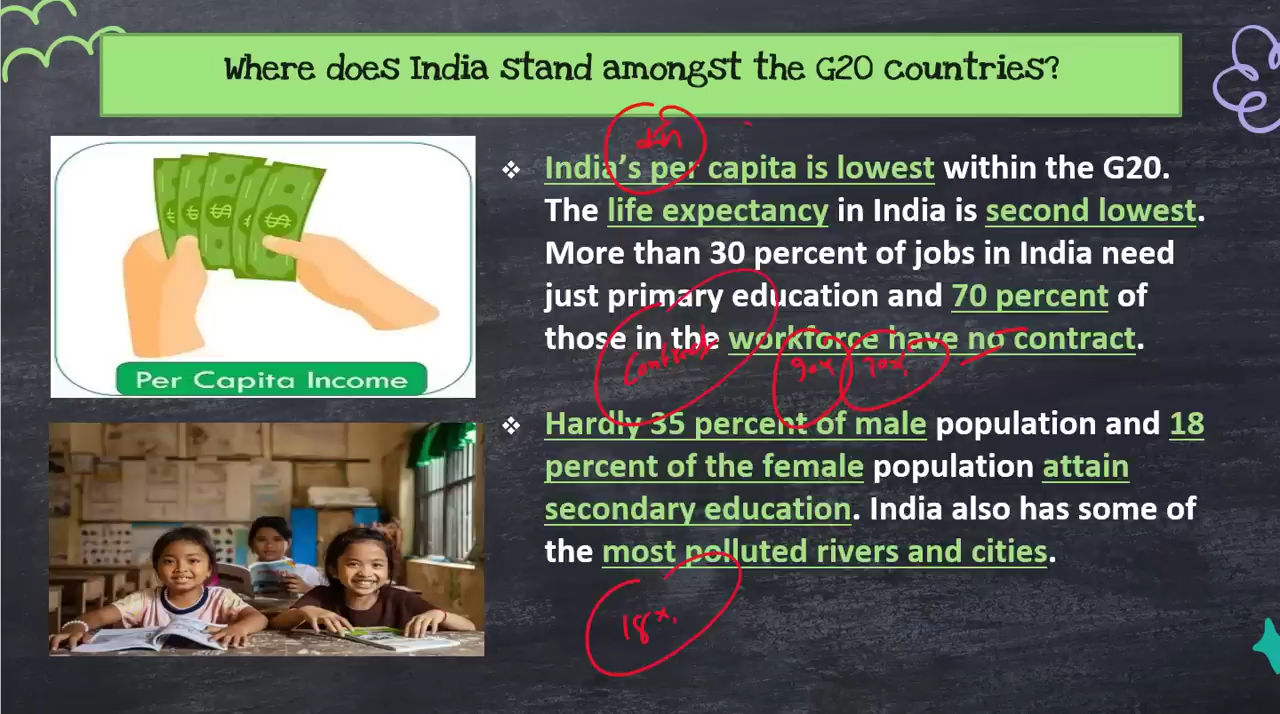 Where does India stand amongst the G20 countries?
India's per capita is lowest within the G20.
The life expectancy in India is second lowest.
More than 30 percent of jobs in India need
just primary education and 70 percent of
those in the workforce have no contract.
Per Capita Income
Contract
90%
70%
Hardly 35 percent of male population and 18
percent of the female population attain
secondary education. India also has some of
the most polluted rivers and cities.
18%